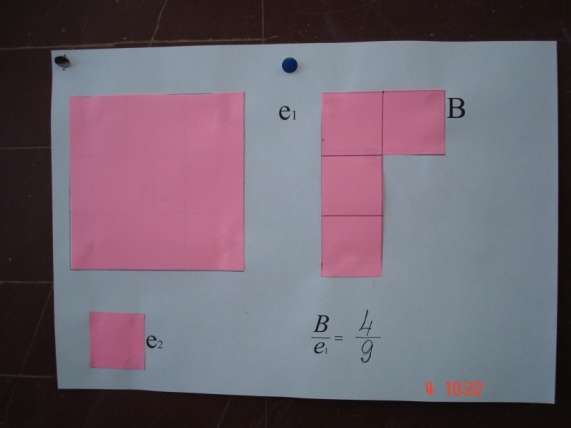 e₁ B
e₂
B/e₁ = 4/9
4 10:22